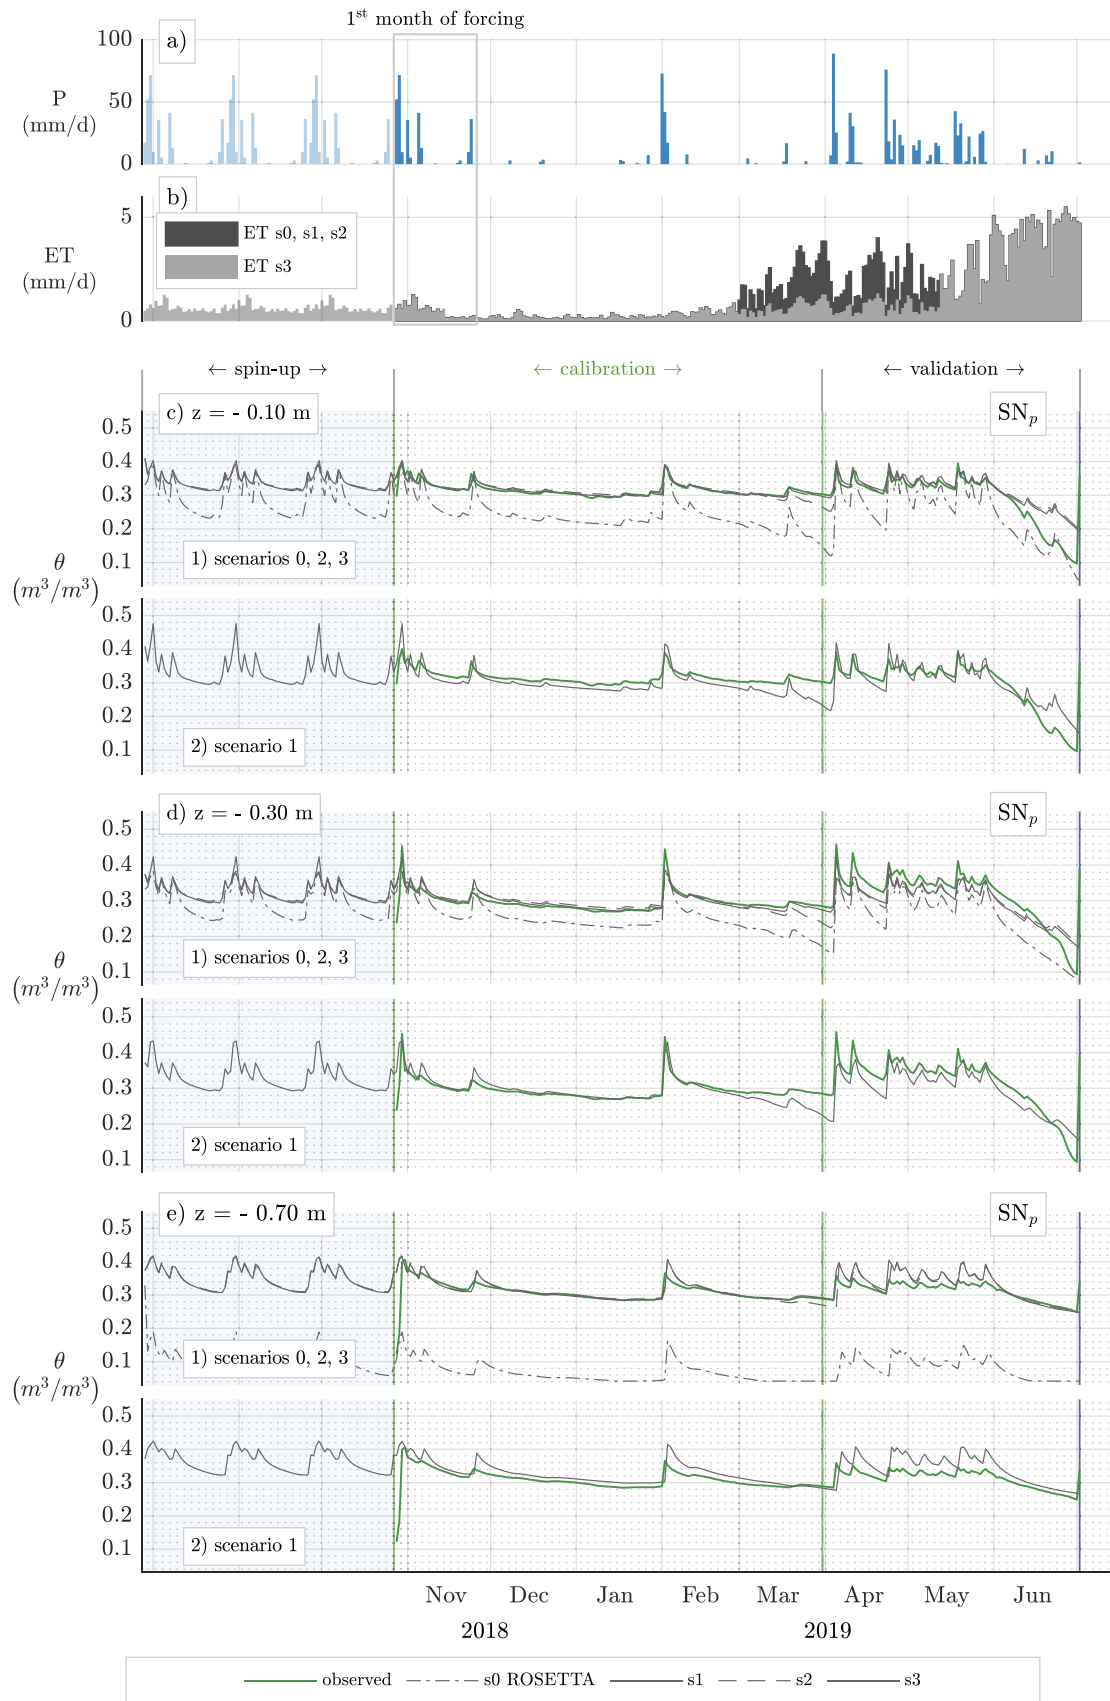 1st month of forcing
a)
100
50
0
P
(mm/d)
b)
ET s0, s1, s2
ET s3
5
0
ET
(mm/d)
← spin-up →
← calibration →
← validation →
c) z = - 0.10 m
SNp
0.5
0.4
0.3
0.2
0.1
1) scenarios 0, 2, 3
θ
(m³/m³)
0.5
0.4
0.3
0.2
0.1
2) scenario 1
d) z = - 0.30 m
SNp
0.5
0.4
0.3
0.2
0.1
1) scenarios 0, 2, 3
θ
(m³/m³)
0.5
0.4
0.3
0.2
0.1
2) scenario 1
e) z = - 0.70 m
SNp
0.5
0.4
0.3
0.2
0.1
1) scenarios 0, 2, 3
θ
(m³/m³)
0.5
0.4
0.3
0.2
0.1
2) scenario 1
Nov Dec Jan Feb Mar Apr May Jun
2018 2019
observed s0 ROSETTA s1 s2 s3